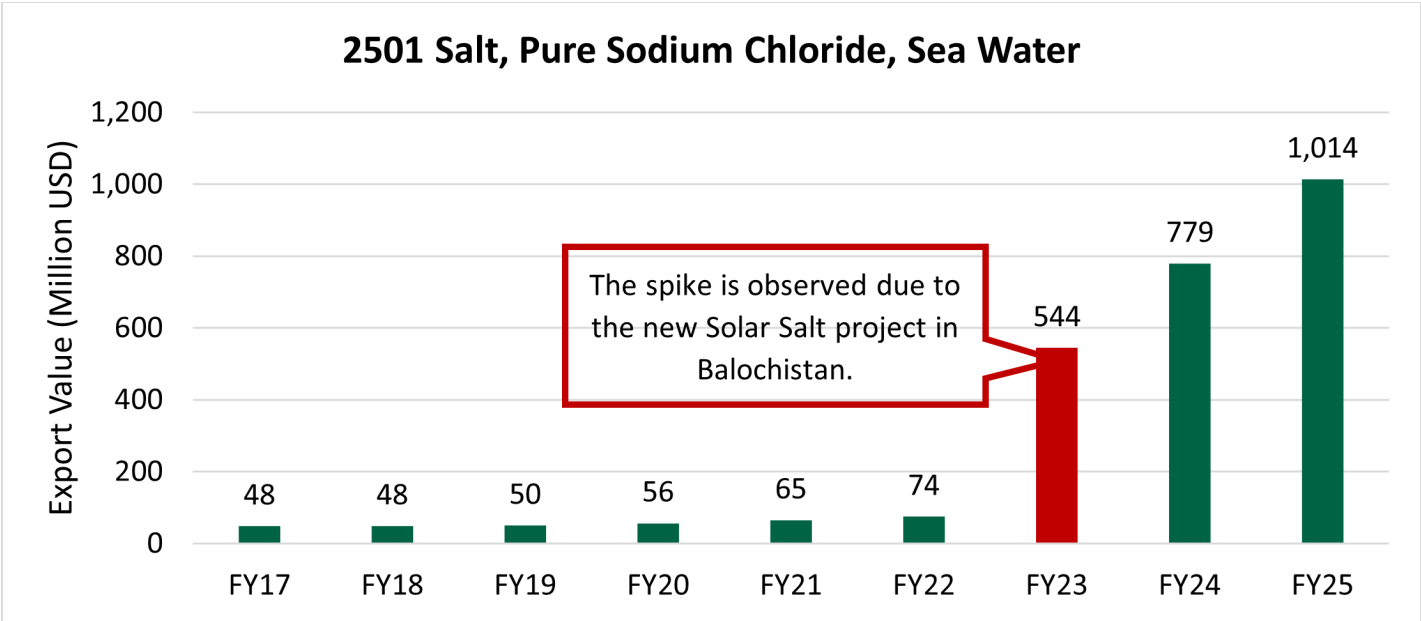 2501 Salt, Pure Sodium Chloride, Sea Water
Export Value (Million USD)
1,200
1,000
800
600
400
200
0
48
48
50
56
65
74
544
779
1,014
The spike is observed due to
the new Solar Salt project in
Balochistan.
FY17
FY18
FY19
FY20
FY21
FY22
FY23
FY24
FY25